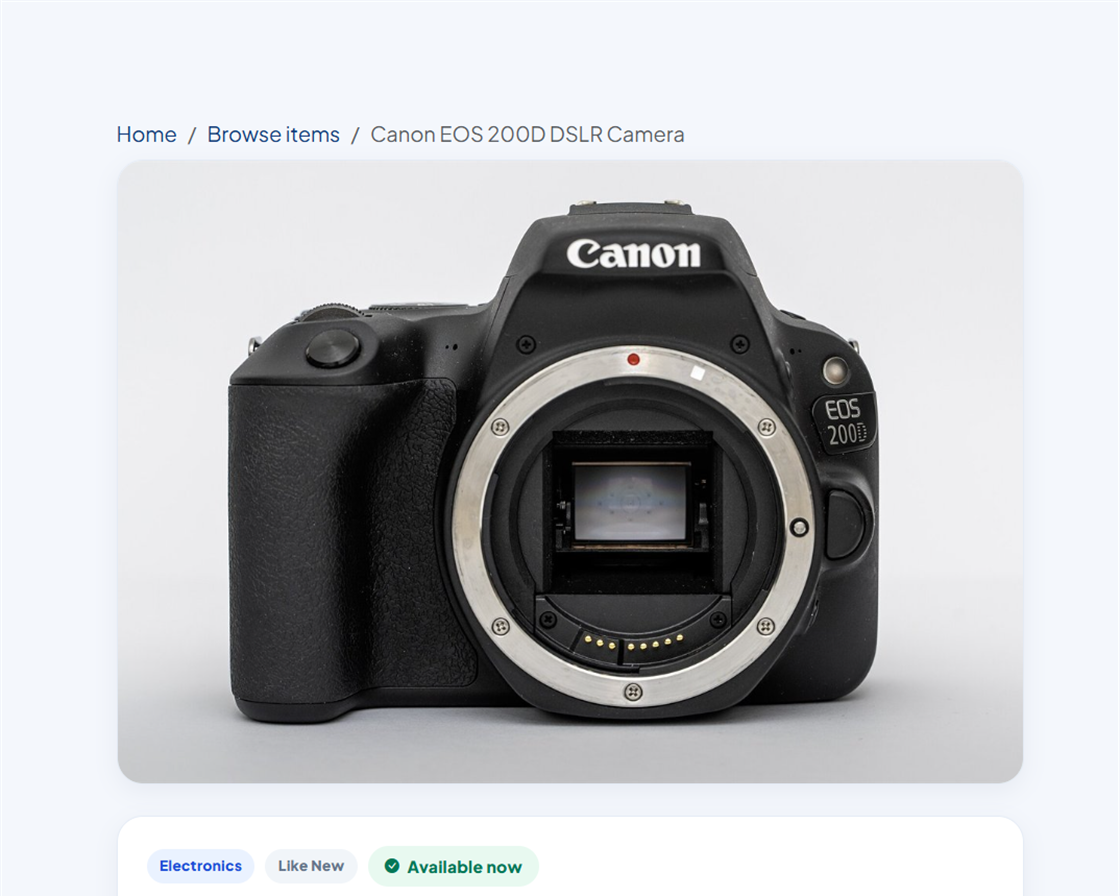 Home / Browse items / Canon EOS 200D DSLR Camera
Canon
EOS
200D
Electronics Like New Available now